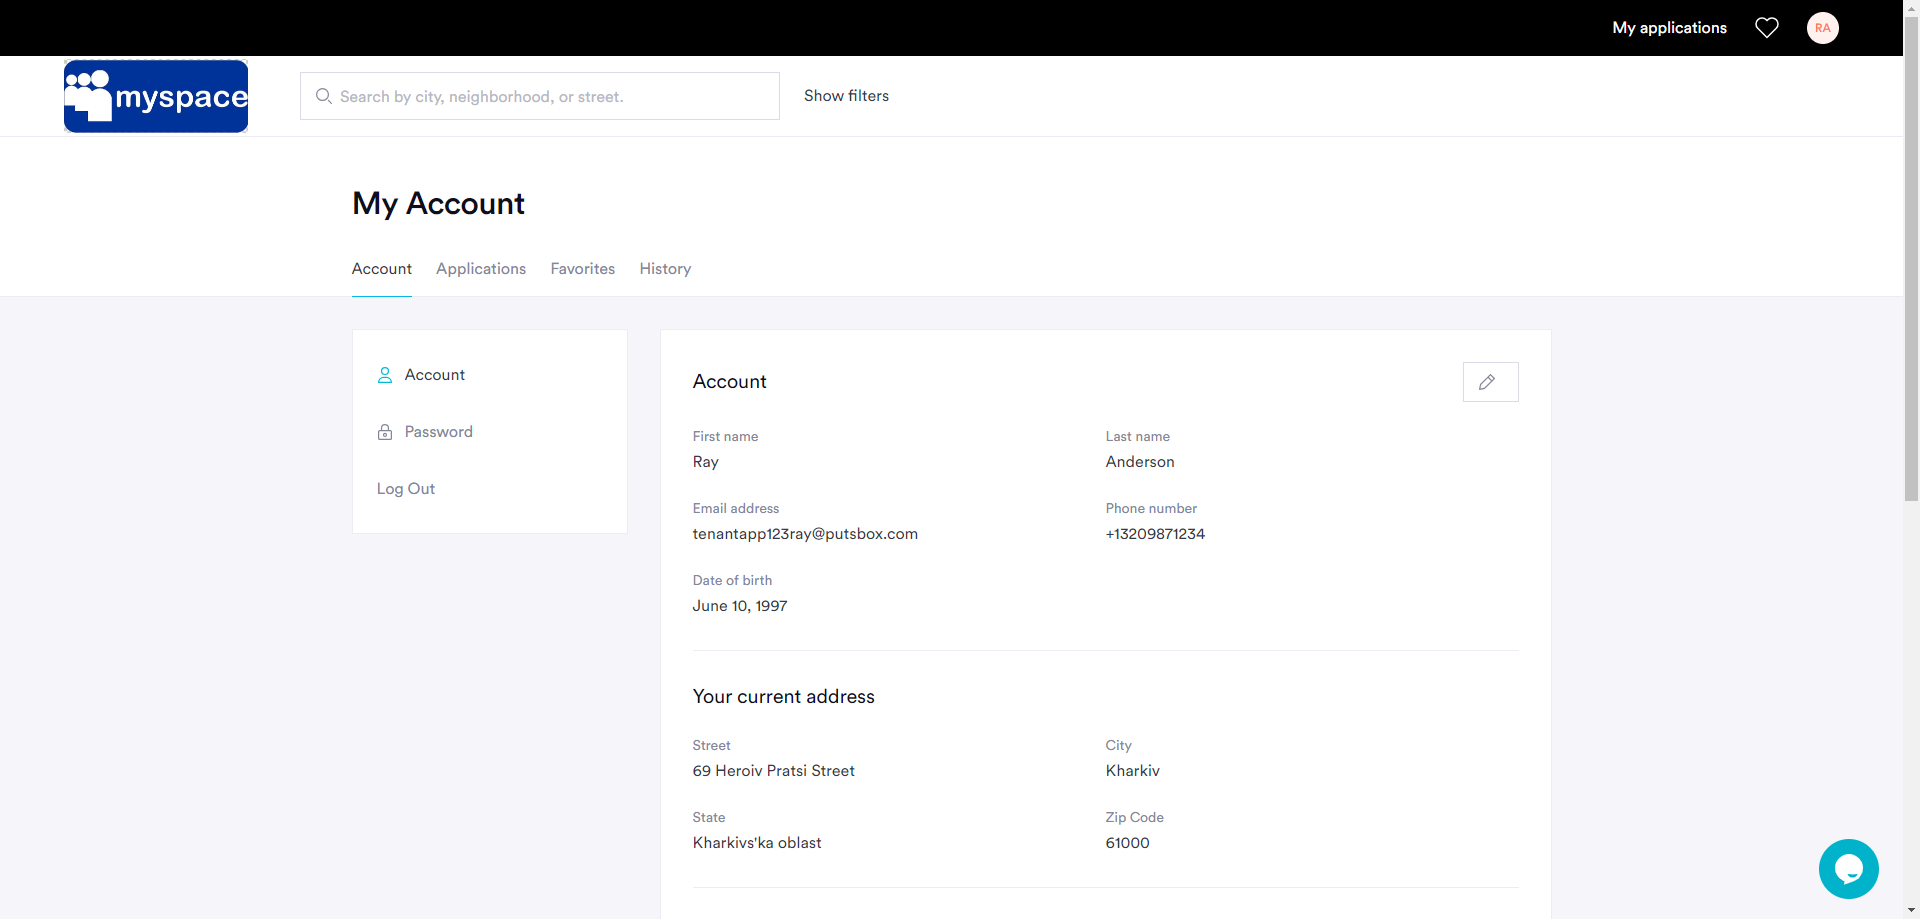 My applications
RA
myspace
Search by city, neighborhood, or street.
Show filters
My Account
Account Applications Favorites History
Account
Password
Log Out
Account
First name Last name
Ray Anderson
Email address Phone number
tenantapp123ray@putsbox.com +13209871234
Date of birth
June 10, 1997
Your current address
Street City
69 Heroiv Pratsi Street Kharkiv
State Zip Code
Kharkivs'ka oblast 61000